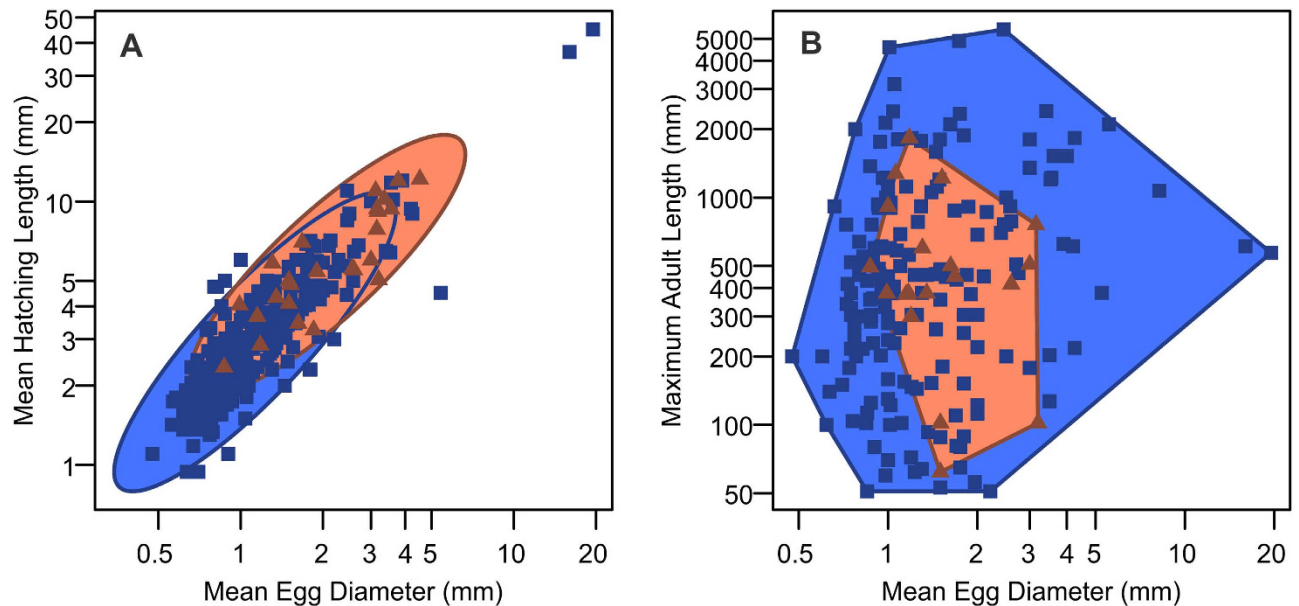 A
Mean Hatching Length (mm)
50
40
30
20
10
5
4
3
2
1
0.5 1 2 3 4 5 10 20
Mean Egg Diameter (mm)
B
Maximum Adult Length (mm)
5000
4000
3000
2000
1000
500
400
300
200
100
50
0.5 1 2 3 4 5 10 20
Mean Egg Diameter (mm)